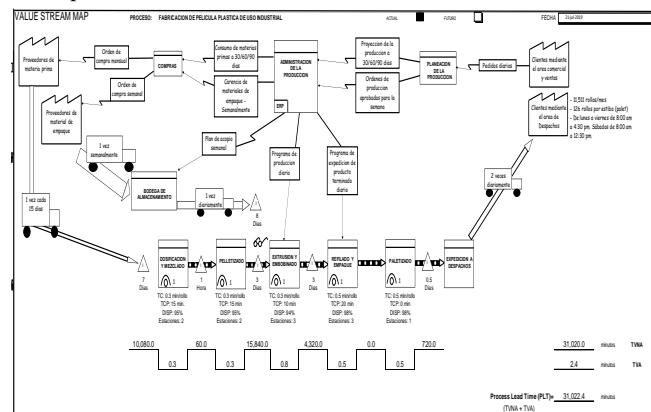 VALUE STREAM MAP
PROCESO: FABRICACION DE PELICULA PLASTICA DE USO INDUSTRIAL
ACTUAL
FUTURO
FECHA
23-jul-2019
Proveedores de
materia prima
Orden de
compra mensual
COMPRAS
Consumo de materias
primas a 30/60/90
dias
ADMINISTRACION
DE LA
PRODUCCION
Proyeccion de la
produccion a
30/60/90 dias
PLANEACION
DE LA
PRODUCCION
Pedidos diarios
Clientes mediante
el area comercial
y ventas
Orden de
compra semanal
Carencia de
materiales de
empaque -
Semanalmente
Ordenes de
produccion
aprobadas para la
semana
ERP
Proveedores de
material de
empaque
Clientes mediante
el area de
Despachos
- 11,511 rollos/mes
- 126 rollos por estiba (palet)
- De lunes a viernes de 8:00 am
a 4:30 pm. Sábados de 8:00 am
a 12:30 pm.
1 vez
semanalmente
Plan de acopio
semanal
Programa de
produccion
diario
Programa de
expedicion de
producto
terminado
diario
2 veces
diariamente
BODEGA DE
ALMACENAMIENTO
1 vez
diariamente
8
Dias
1 vez cada
15 dias
7
Dias
DOSIFICACION
Y MEZCLADO
1
TC: 0.3 min/rollo
TCP: 15 min.
DISP: 95%
Estaciones: 2
1
Hora
PELLETIZADO
1
TC: 0.3 min/rollo
TCP: 15 min
DISP: 95%
Estaciones: 2
3
Dias
EXTRUSION Y
EMBOBINADO
1
TC: 0.3 min/rollo
TCP: 10 min
DISP: 94%
Estaciones: 3
3
Dias
REFILADO Y
EMPAQUE
1
TC: 0.5 min/rollo
TCP: 20 min
DISP: 98%
Estaciones: 3
PALETIZADO
1
TC: 0.5 min/rollo
TCP: 0 min
DISP: 98%
Estaciones: 1
0.5
Dias
EXPEDICION A
DESPACHOS
10,080.0
60.0
15,840.0
4,320.0
0.0
720.0
31,020.0 minutos TVNA
0.3
0.3
0.8
0.5
0.5
2.4 minutos TVA
Process Lead Time (PLT)= 31,022.4 minutos
(TVNA + TVA)